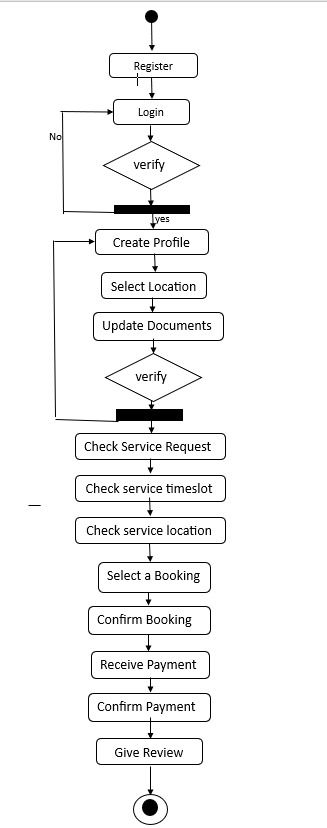 Register
Login
No
verify
yes
Create Profile
Select Location
Update Documents
verify
Check Service Request
Check service timeslot
Check service location
Select a Booking
Confirm Booking
Receive Payment
Confirm Payment
Give Review